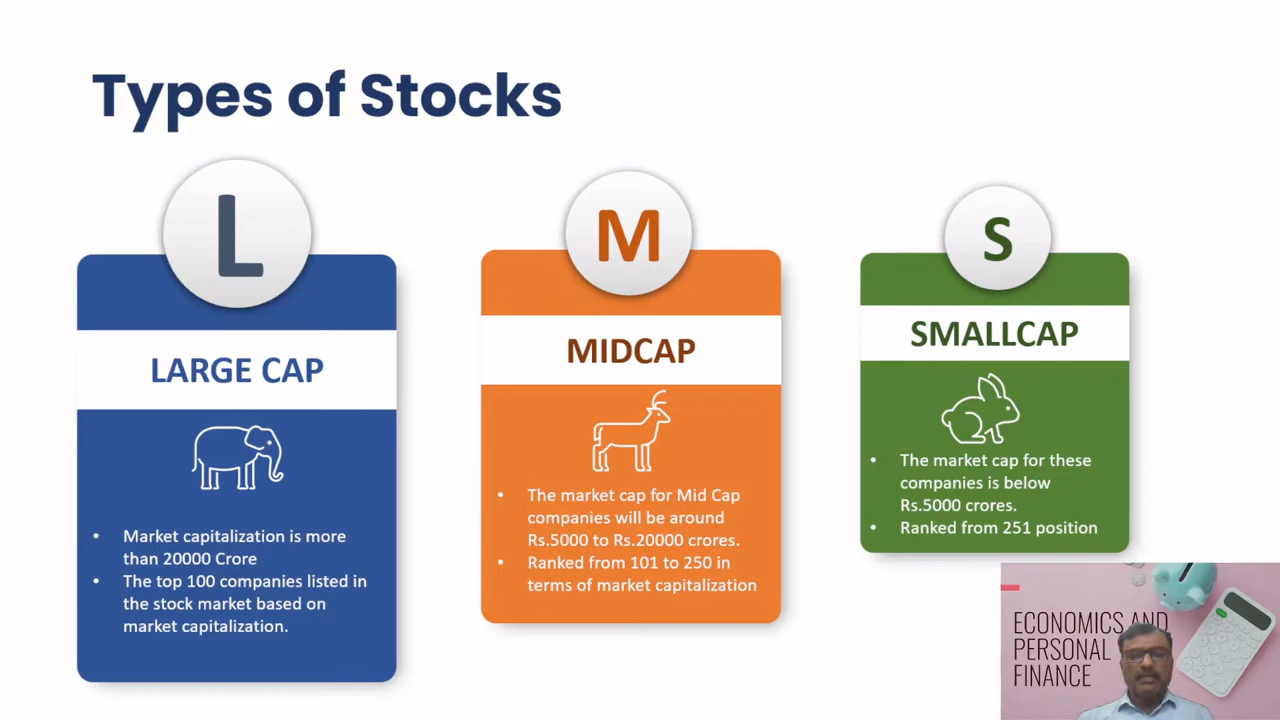 Types of Stocks
L
LARGE CAP
• Market capitalization is more
than 20000 Crore
• The top 100 companies listed in
the stock market based on
market capitalization.
M
MIDCAP
• The market cap for Mid Cap
companies will be around
Rs.5000 to Rs.20000 crores.
• Ranked from 101 to 250 in
terms of market capitalization
S
SMALLCAP
• The market cap for these
companies is below
Rs.5000 crores.
• Ranked from 251 position
ECONOMICS AND
PERSONAL
FINANCE